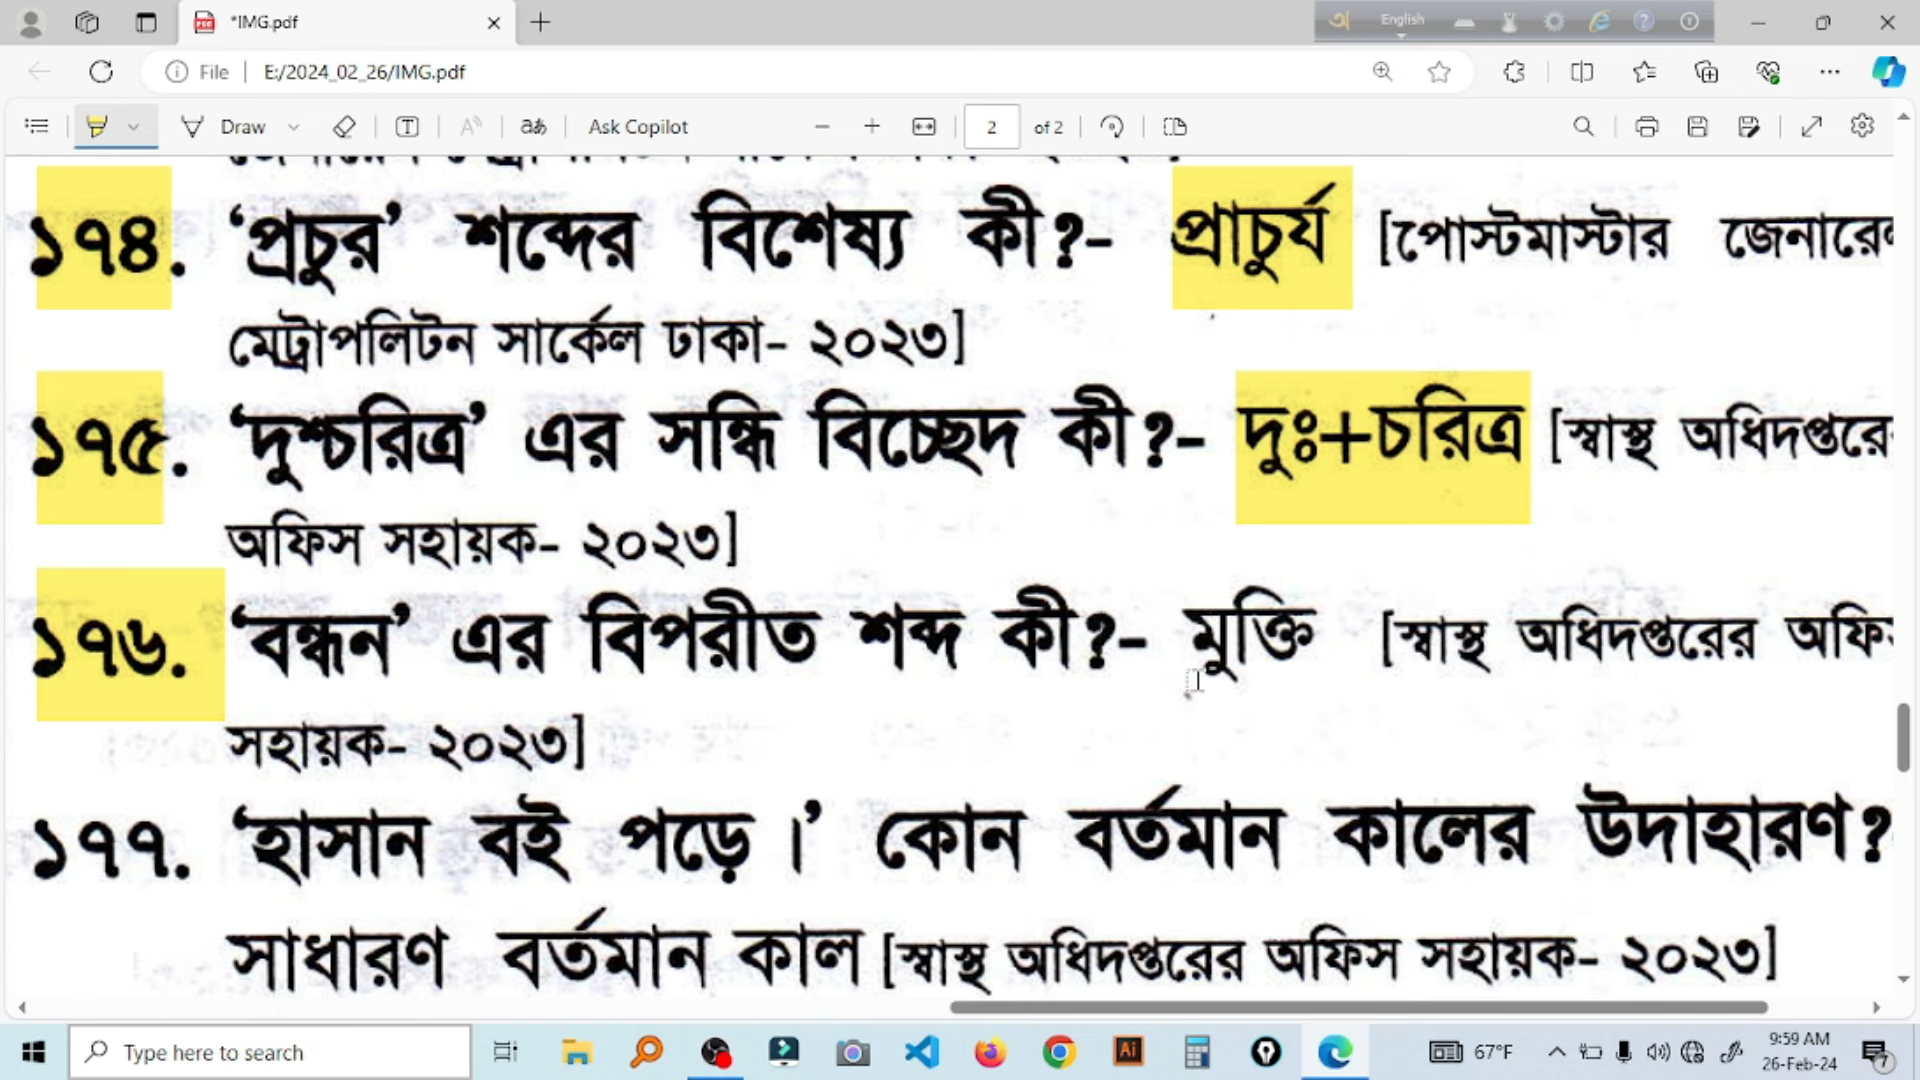 *IMG.pdf
English
File
E:/2024_02_26/IMG.pdf
Draw
Ask Copilot
2 of 2
১৭৪. ‘প্রচুর’ শব্দের বিশেষ্য কী?- প্রাচুর্য [পোস্টমাস্টার
মেট্রোপলিটন সার্কেল ঢাকা- ২০২৩]
১৭৫. ‘দুশ্চরিত্র’ এর সন্ধি বিচ্ছেদ কী?- দুঃ+চরিত্র [স্বাস্থ অধিদপ্তরে
অফিস সহায়ক- ২০২৩]
১৭৬. ‘বন্ধন’ এর বিপরীত শব্দ কী?- মুক্তি [স্বাস্থ অধিদপ্তরের
সহায়ক- ২০২৩]
১৭৭. ‘হাসান বই পড়ে।’ কোন বর্তমান কালের উদাহারণ?
সাধারণ বর্তমান কাল [স্বাস্থ অধিদপ্তরের অফিস সহায়ক- ২০২৩]
Type here to search
67°F
9:59 AM
26-Feb-24
7